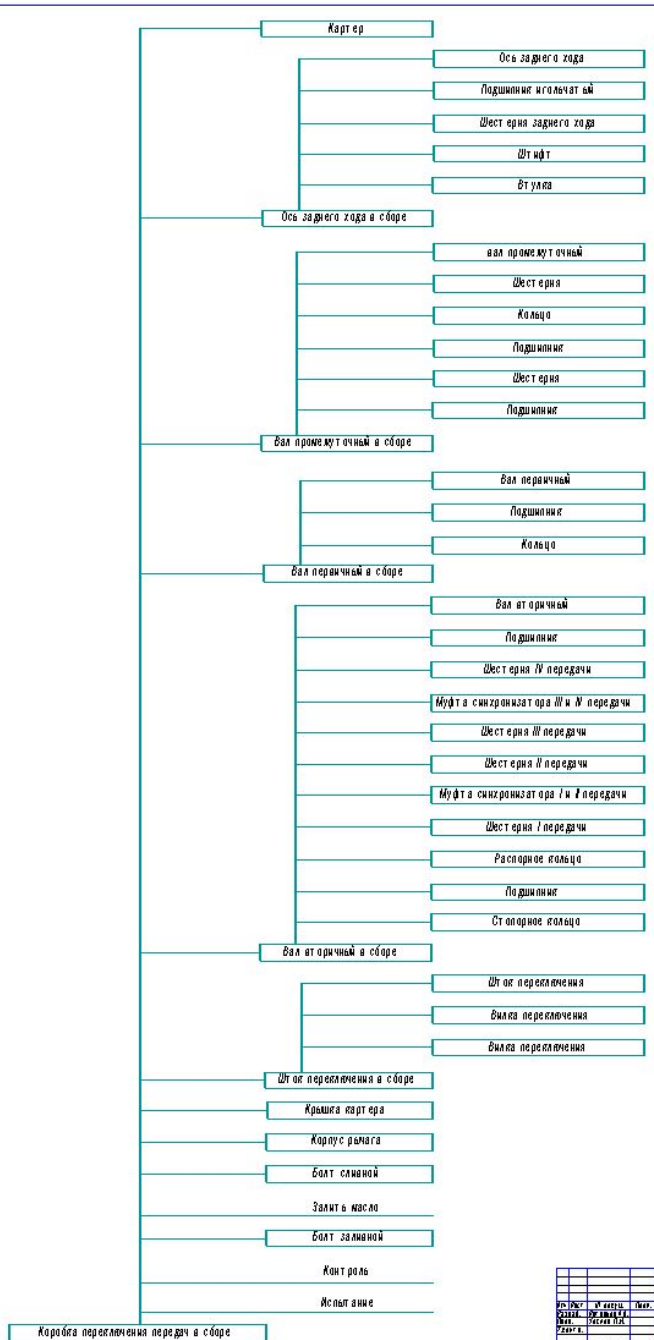 Картер
Ось заднего хода
Подшипник игольчатый
Шестерня заднего хода
Штифт
Втулка
Ось заднего хода в сборе
вал промежуточный
Шестерня
Кольцо
Подшипник
Шестерня
Подшипник
Вал промежуточный в сборе
Вал первичный
Подшипник
Кольцо
Вал первичный в сборе
Вал вторичный
Подшипник
Шестерня IV передачи
Муфта синхронизатора III и IV передачи
Шестерня III передачи
Шестерня II передачи
Муфта синхронизатора I и II передачи
Шестерня I передачи
Распорное кольцо
Подшипник
Стопорное кольцо
Вал вторичный в сборе
Шток переключения
Вилка переключения
Вилка переключения
Шток переключения в сборе
Крышка картера
Корпус рычага
Болт сливной
Залить масло
Болт заливной
Контроль
Испытание
Коробка переключения передач в сборе